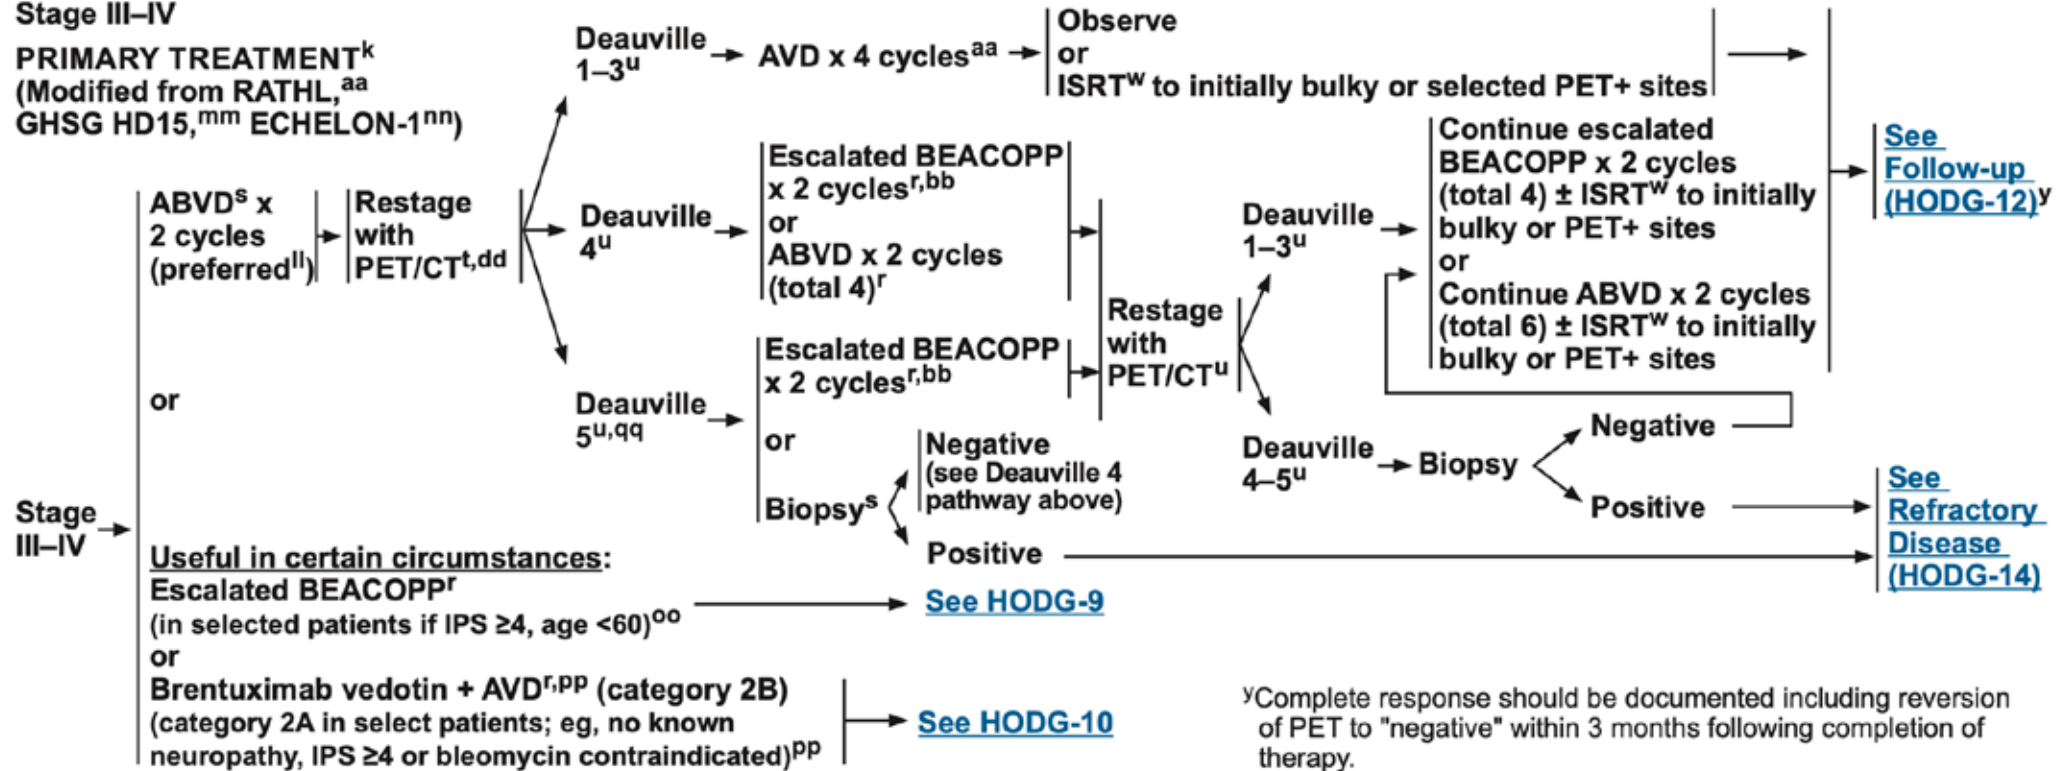 Stage III–IV
PRIMARY TREATMENTk
(Modified from RATHL,aa
GHSG HD15,mm ECHELON-1nn)
Stage
III–IV
ABVDs x
2 cycles
(preferredll)
or
Useful in certain circumstances:
Escalated BEACOPPr
(in selected patients if IPS ≥4, age <60)oo
or
Brentuximab vedotin + AVDr,pp (category 2B)
(category 2A in select patients; eg, no known
neuropathy, IPS ≥4 or bleomycin contraindicated)pp
Restage
with
PET/CTt,dd
Deauville
1–3u
AVD x 4 cyclesaa
Observe
or
ISRTw to initially bulky or selected PET+ sites
Deauville
4u
Escalated BEACOPP
x 2 cyclesr,bb
or
ABVD x 2 cycles
(total 4)r
Deauville
5u,qq
Escalated BEACOPP
x 2 cyclesr,bb
or
Biopsys
Negative
(see Deauville 4
pathway above)
Positive
Restage
with
PET/CTu
Deauville
1–3u
Continue escalated
BEACOPP x 2 cycles
(total 4) ± ISRTw to initially
bulky or PET+ sites
or
Continue ABVD x 2 cycles
(total 6) ± ISRTw to initially
bulky or PET+ sites
Deauville
4–5u
Biopsy
Negative
Positive
See
Follow-up
(HODG-12)y
See
Refractory
Disease
(HODG-14)
See HODG-9
See HODG-10
yComplete response should be documented including reversion
of PET to "negative" within 3 months following completion of
therapy.